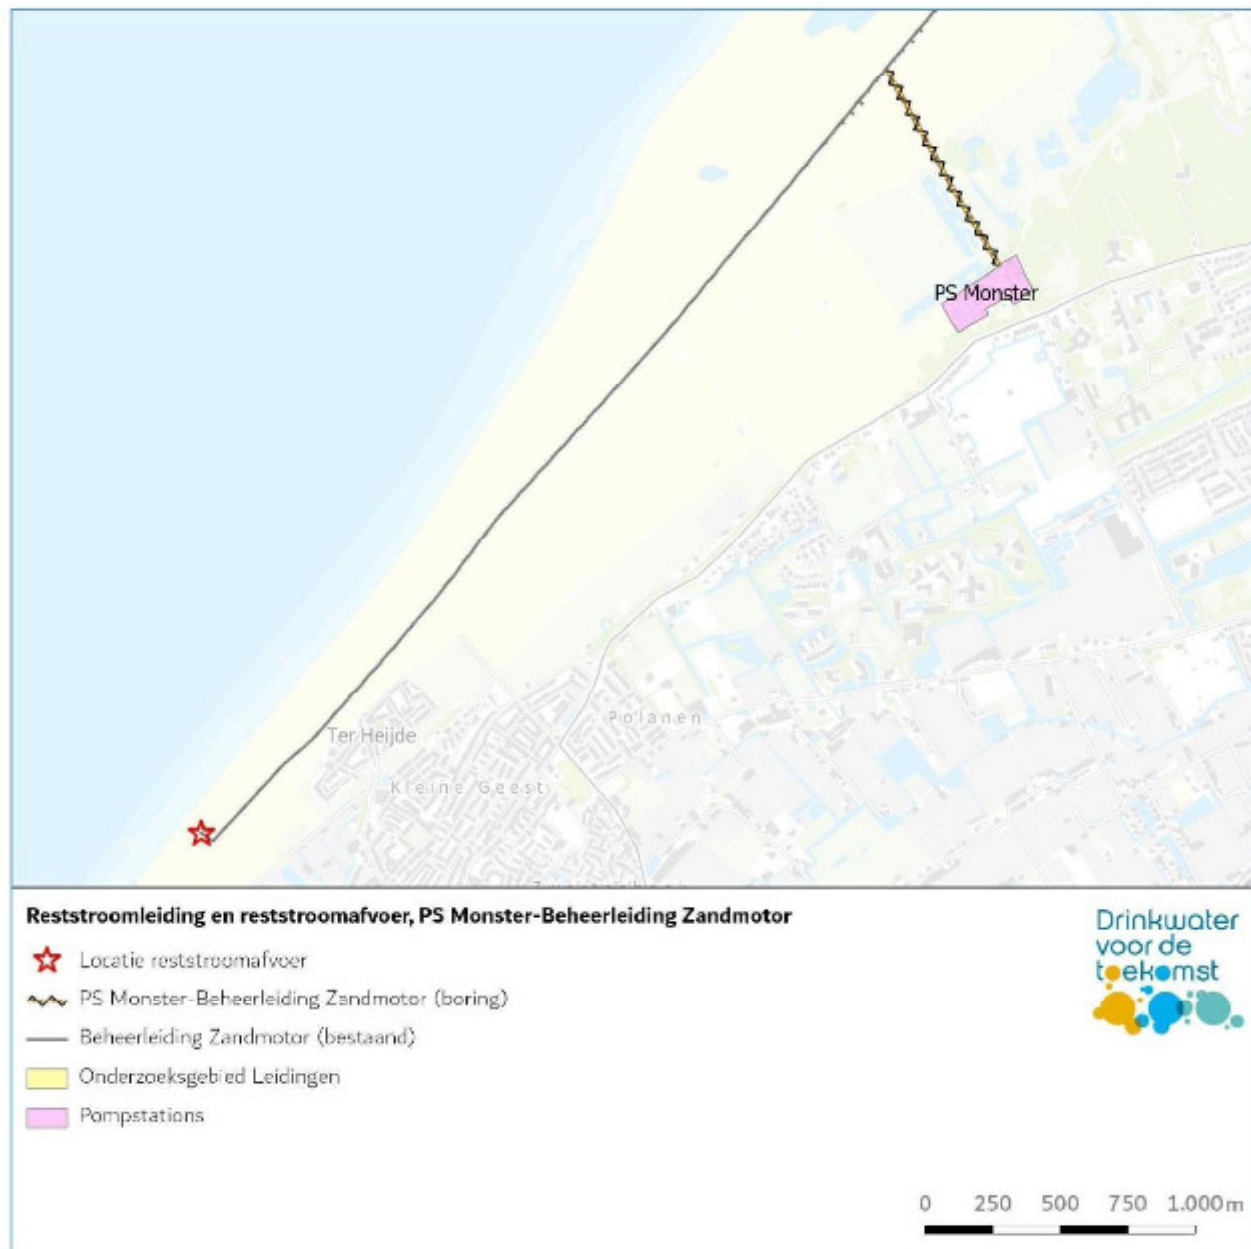 PS Monster
Polanen
Ter Heijde
Kleine Geest
Reststroomleiding en reststroomafvoer, PS Monster-Beheerleiding Zandmotor
Locatie reststroomafvoer
PS Monster-Beheerleiding Zandmotor (boring)
Beheerleiding Zandmotor (bestaand)
Onderzoeksgebied Leidingen
Pompstations
Drinkwater
voor de
toekomst
0 250 500 750 1.000 m